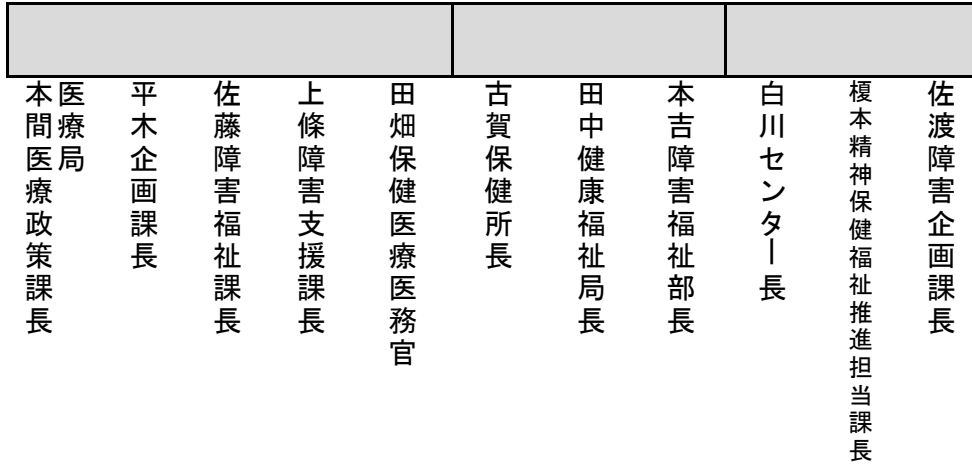 佐渡障害企画課長
榎本精神保健福祉推進担当課長
白川センター長
本吉障害福祉部長
田中健康福祉局長
古賀保健所長
田畑保健医療医務官
上條障害支援課長
佐藤障害福祉課長
平木企画課長
医療局
本間医療政策課長